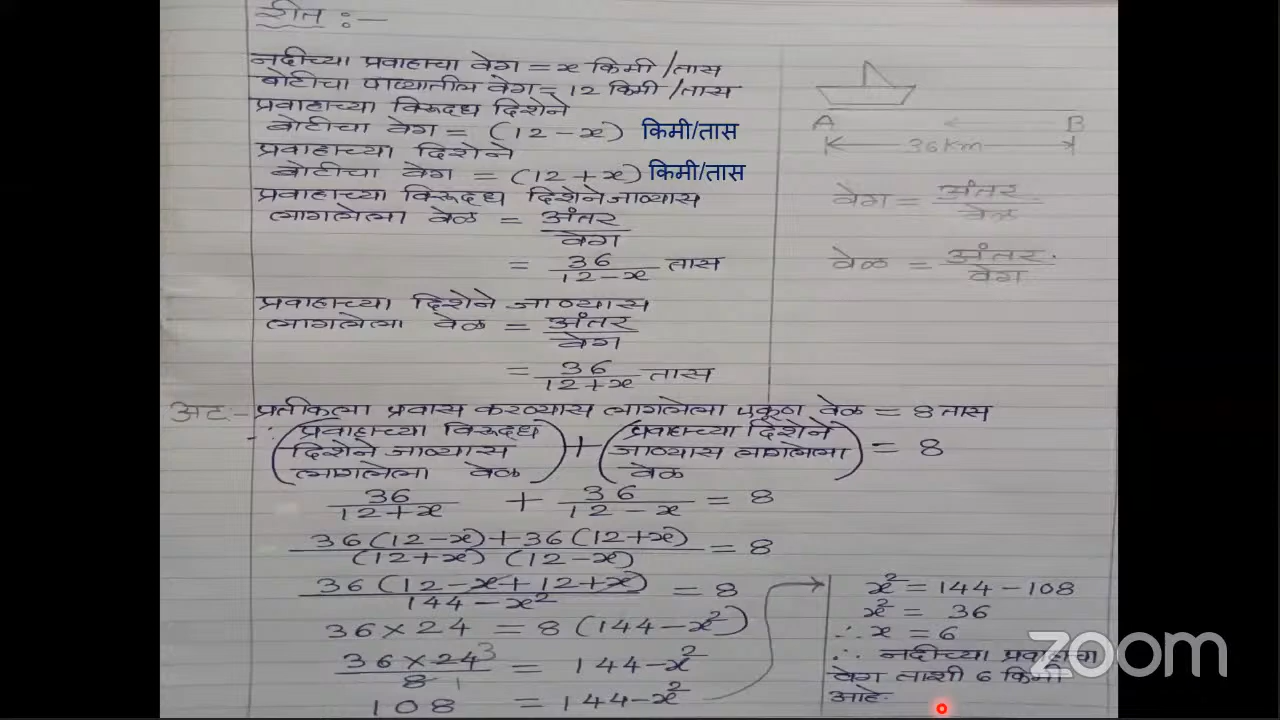 रीत :—
नदीच्या प्रवाहाचा वेग = x किमी/तास
बोटीचा पाण्यातील वेग = 12 किमी/तास
प्रवाहाच्या विरूद्ध दिशेने
बोटीचा वेग = (12 – x) किमी/तास
प्रवाहाच्या दिशेने
बोटीचा वेग = (12 + x) किमी/तास
प्रवाहाच्या विरूद्ध दिशेने जाण्यास
लागलेला वेळ = अंतर
वेग
= 36
12 – x तास
प्रवाहाच्या दिशेने जाण्यास
लागलेला वेळ = अंतर
वेग
= 36
12 + x तास
A B
36 Km
वेग = अंतर
वेळ
वेळ = अंतर
वेग
अट :- प्रतीकला प्रवास करण्यास लागलेला एकूण वेळ = 8 तास
∴ (प्रवाहाच्या विरूद्ध दिशेने जाण्यास लागलेला वेळ) + (प्रवाहाच्या दिशेने जाण्यास लागलेला वेळ) = 8
36/(12 + x) + 36/(12 – x) = 8
36(12 – x) + 36(12 + x) / (12 + x) (12 – x) = 8
36(12 – x + 12 + x) / 144 – x² = 8
36 × 24 = 8 (144 – x²)
36 × 24 3 / 8 1 = 144 – x²
108 = 144 – x²
x² = 144 – 108
x² = 36
∴ x = 6
∴ नदीच्या प्रवाहाचा
वेग ताशी 6 किमी
आहे.
zoom